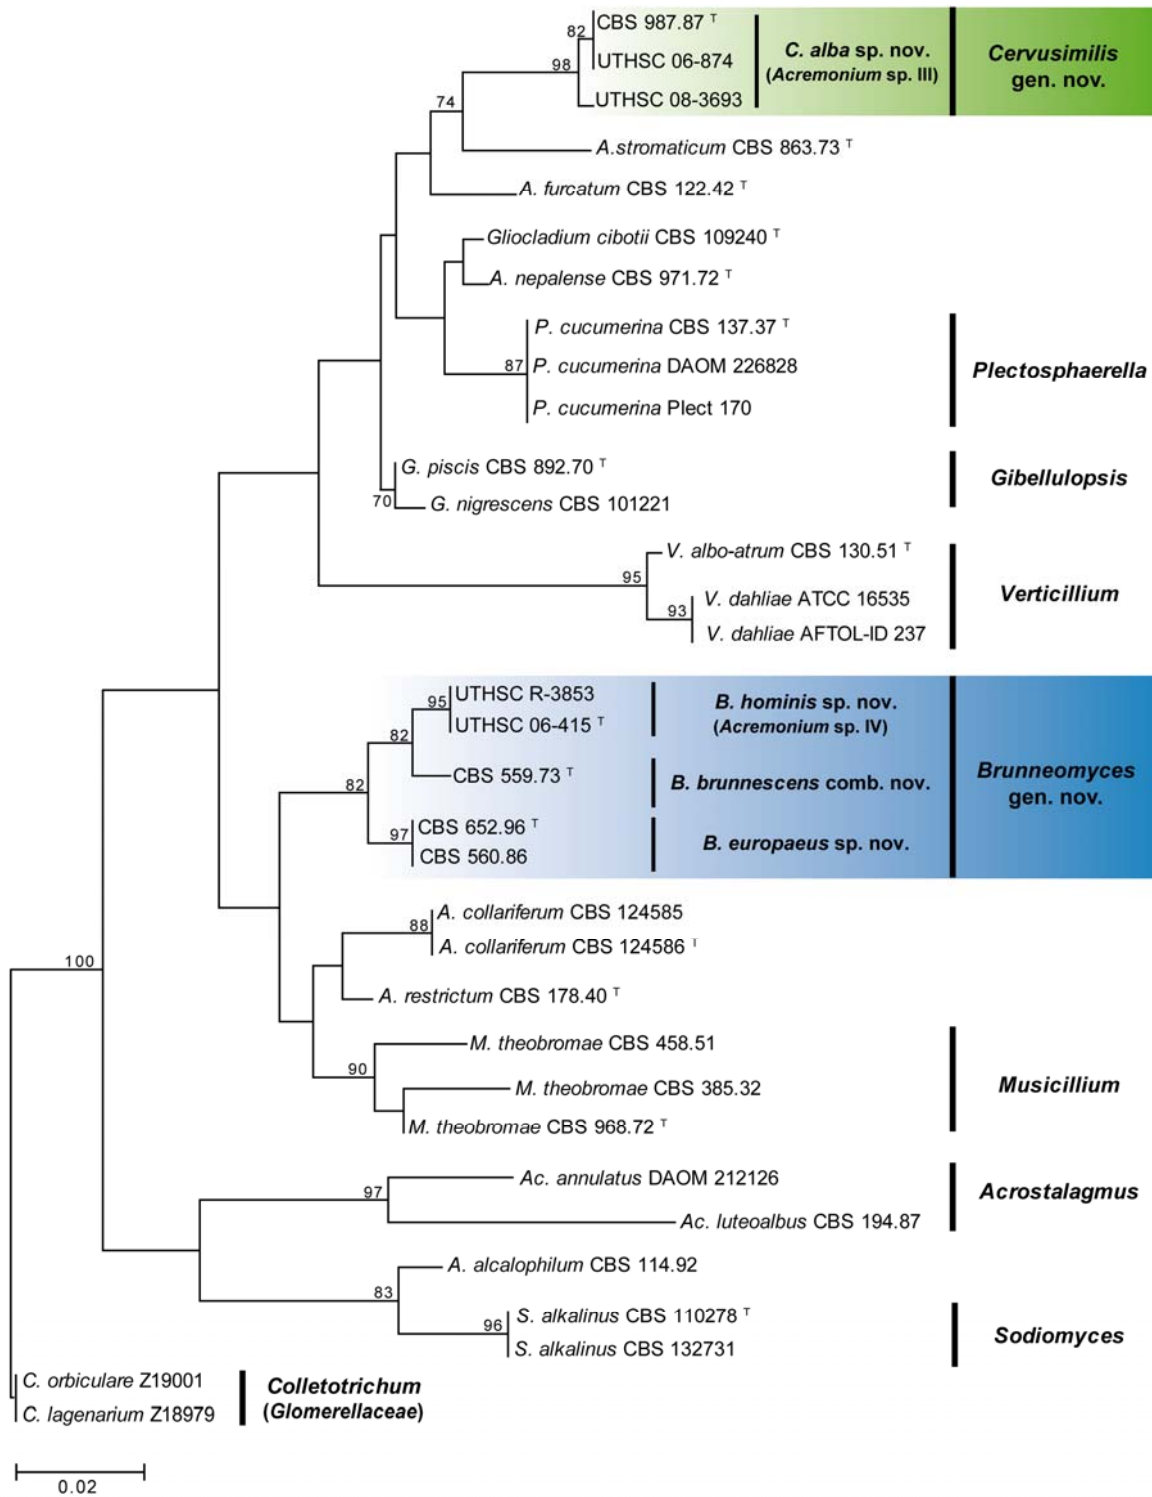 CBS 987.87 T
82
UTHSC 06-874
98
UTHSC 08-3693
C. alba sp. nov.
(Acremonium sp. III)
Cervusimilis
gen. nov.
74
A.stromaticum CBS 863.73 T
A. furcatum CBS 122.42 T
Gliocladium cibotii CBS 109240 T
A. nepalense CBS 971.72 T
P. cucumerina CBS 137.37 T
87
P. cucumerina DAOM 226828
P. cucumerina Plect 170
Plectosphaerella
G. piscis CBS 892.70 T
70
G. nigrescens CBS 101221
Gibellulopsis
V. albo-atrum CBS 130.51 T
95
V. dahliae ATCC 16535
93
V. dahliae AFTOL-ID 237
Verticillium
UTHSC R-3853
95
UTHSC 06-415 T
B. hominis sp. nov.
(Acremonium sp. IV)
82
CBS 559.73 T
B. brunnescens comb. nov.
82
CBS 652.96 T
97
CBS 560.86
B. europaeus sp. nov.
Brunneomyces
gen. nov.
A. collariferum CBS 124585
88
A. collariferum CBS 124586 T
100
A. restrictum CBS 178.40 T
M. theobromae CBS 458.51
90
M. theobromae CBS 385.32
M. theobromae CBS 968.72 T
Musicillium
Ac. annulatus DAOM 212126
97
Ac. luteoalbus CBS 194.87
Acrostalagmus
A. alcalophilum CBS 114.92
83
S. alkalinus CBS 110278 T
96
S. alkalinus CBS 132731
Sodiomyces
C. orbiculare Z19001
C. lagenarium Z18979
Colletotrichum
(Glomerellaceae)
0.02